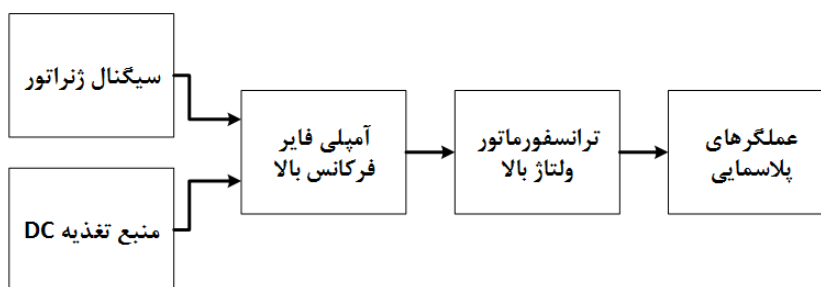 سیگنال ژنراتور
منبع تغذیه DC
آمپلی فایر
فرکانس بالا
ترانسفورماتور
ولتاژ بالا
عملگرهای
پلاسمایی